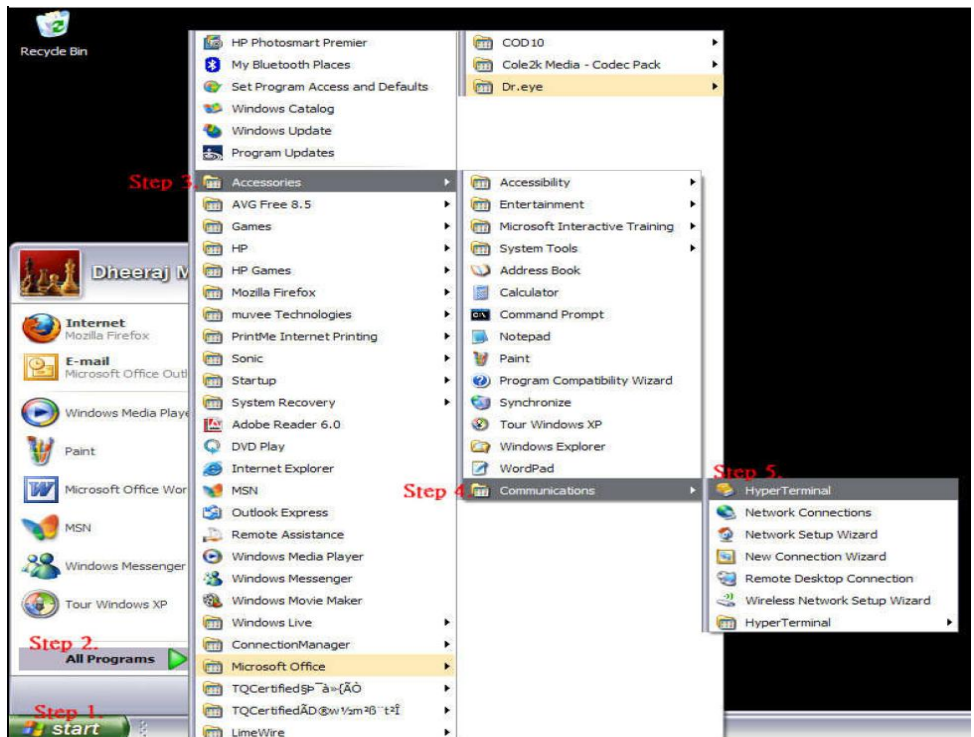 Recycle Bin
HP Photosmart Premier
My Bluetooth Places
Set Program Access and Defaults
Windows Catalog
Windows Update
Program Updates
Step 3.
Accessories
AVG Free 8.5
Games
HP
HP Games
Mozilla Firefox
muvee Technologies
PrintMe Internet Printing
Sonic
Startup
System Recovery
Adobe Reader 6.0
DVD Play
Internet Explorer
MSN
Outlook Express
Remote Assistance
Windows Media Player
Windows Messenger
Windows Movie Maker
Windows Live
ConnectionManager
Microsoft Office
TQCertified
LimeWire
COD10
Cole2k Media - Codec Pack
Dr.eye
Accessibility
Entertainment
Microsoft Interactive Training
System Tools
Address Book
Calculator
Command Prompt
Notepad
Paint
Program Compatibility Wizard
Synchronize
Tour Windows XP
Windows Explorer
WordPad
Step 4.
Communications
Step 5.
HyperTerminal
Network Connections
Network Setup Wizard
New Connection Wizard
Remote Desktop Connection
Wireless Network Setup Wizard
HyperTerminal
Dheeraj M
Internet
Mozilla Firefox
E-mail
Microsoft Office Outl
Windows Media Playe
Paint
Microsoft Office Wor
MSN
Windows Messenger
Tour Windows XP
Step 2.
All Programs
Step 1.
start